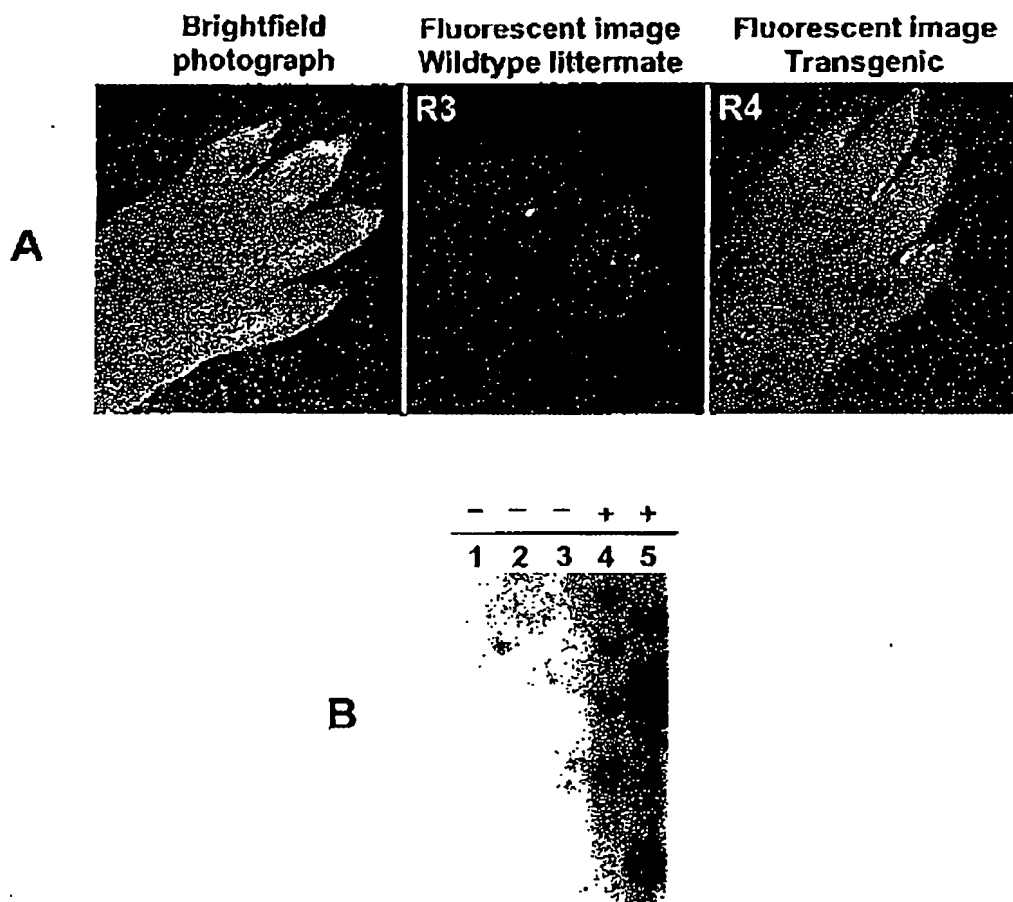 Brightfield
photograph
Fluorescent image
Wildtype littermate
Fluorescent image
Transgenic
A
R3
R4
− − − + +
1 2 3 4 5
B